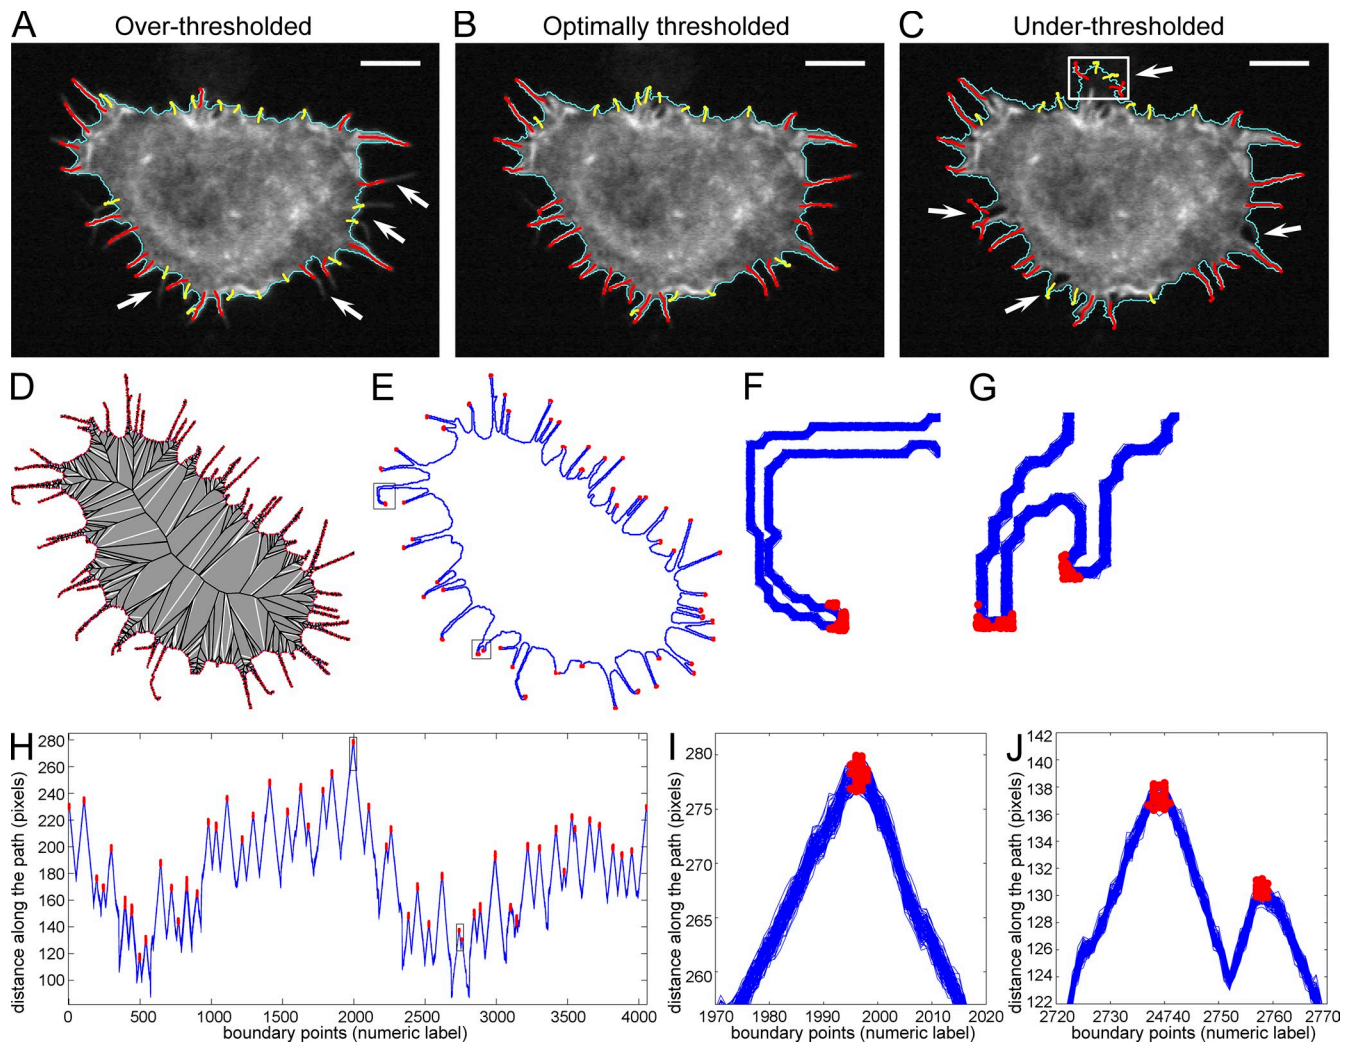 A Over-thresholded
B Optimally thresholded
C Under-thresholded
D
E
F
G
H
distance along the path (pixels)
280
260
240
220
200
180
160
140
120
100
0 500 1000 1500 2000 2500 3000 3500 4000
boundary points (numeric label)
I
distance along the path (pixels)
280
275
270
265
260
1970 1980 1990 2000 2010 2020
boundary points (numeric label)
J
distance along the path (pixels)
142
140
138
136
134
132
130
128
126
124
122
2720 2730 24740 2750 2760 2770
boundary points (numeric label)